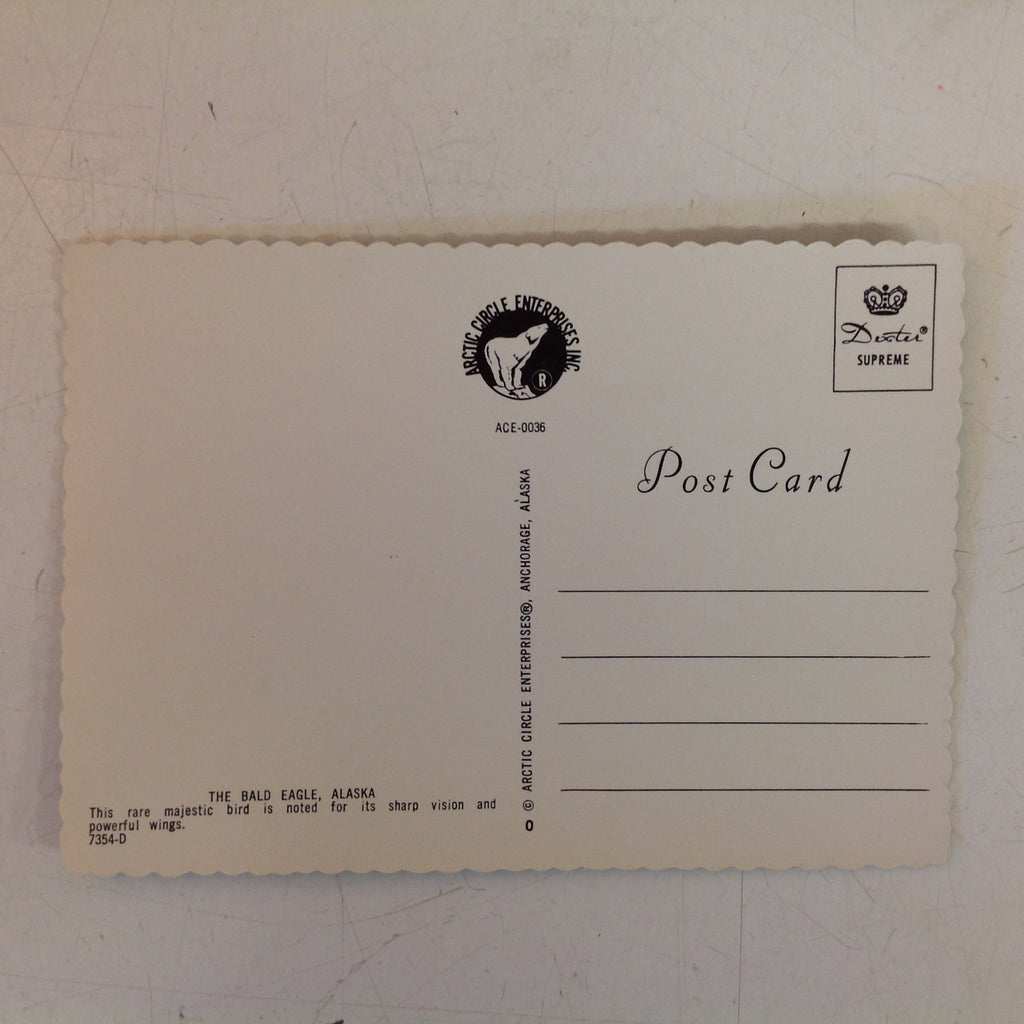 ARCTIC CIRCLE ENTERPRISES INC.
®
ACE-0036
Dexter®
SUPREME
Post Card
© ARCTIC CIRCLE ENTERPRISES®, ANCHORAGE, ALASKA
0
THE BALD EAGLE, ALASKA
This rare majestic bird is noted for its sharp vision and
powerful wings.
7354-D